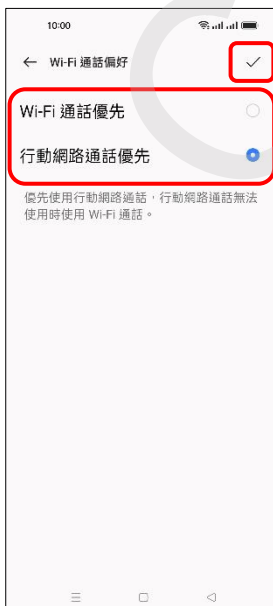 10:00
Wi-Fi 通話偏好
Wi-Fi 通話優先
行動網路通話優先
優先使用行動網路通話，行動網路通話無法
使用時使用 Wi-Fi 通話。